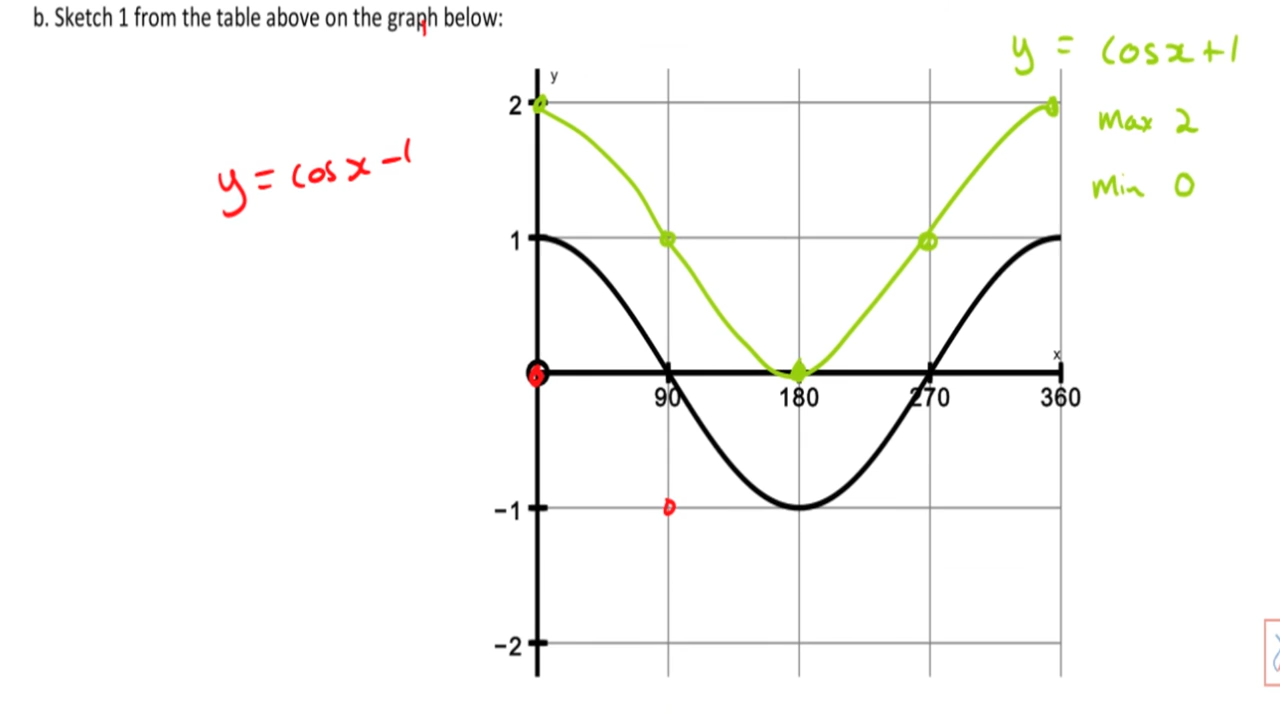 b. Sketch 1 from the table above on the graph below:
y = cosx+1
y
2
Max 2
y = cos x -1
Min 0
1
x
90
180
270
360
-1
-2